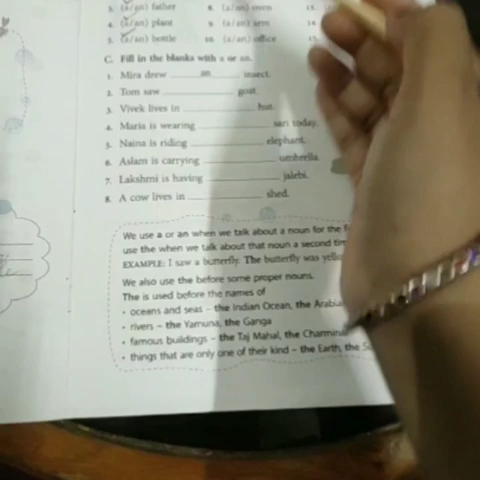 3. (a/an) father 8. (a/an) oven 13.
4. (a/an) plant 9. (a/an) arm 14.
5. (a/an) bottle 10. (a/an) office 15.
C. Fill in the blanks with a or an.
1. Mira drew an insect.
2. Tom saw goat.
3. Vivek lives in hut.
4. Maria is wearing sari today.
5. Naina is riding elephant.
6. Aslam is carrying umbrella.
7. Lakshmi is having jalebi.
8. A cow lives in shed.
We use a or an when we talk about a noun for the
use the when we talk about that noun a second
EXAMPLE: I saw a butterfly. The butterfly was
We also use the before some proper nouns.
The is used before the names of
• oceans and seas – the Indian Ocean, the
• rivers – the Yamuna, the Ganga
• famous buildings – the Taj Mahal, the
• things that are only one of their kind – the Earth, the